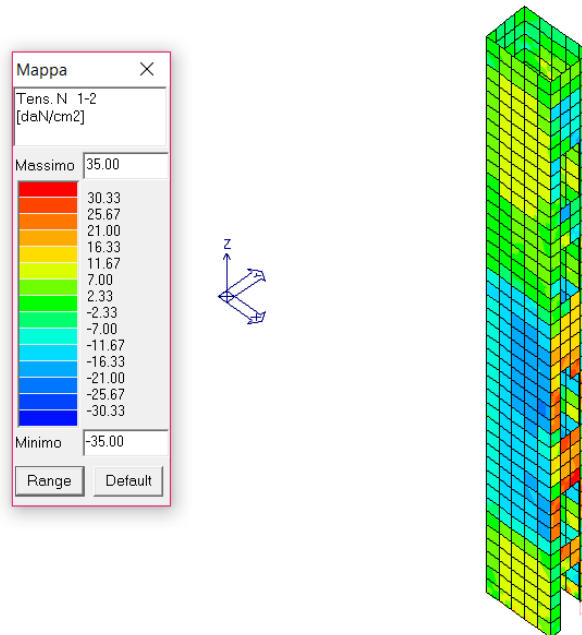 Mappa
Tens. N 1-2
[daN/cm2]
Massimo 35.00
30.33
25.67
21.00
16.33
11.67
7.00
2.33
-2.33
-7.00
-11.67
-16.33
-21.00
-25.67
-30.33
Minimo -35.00
Range Default
Z